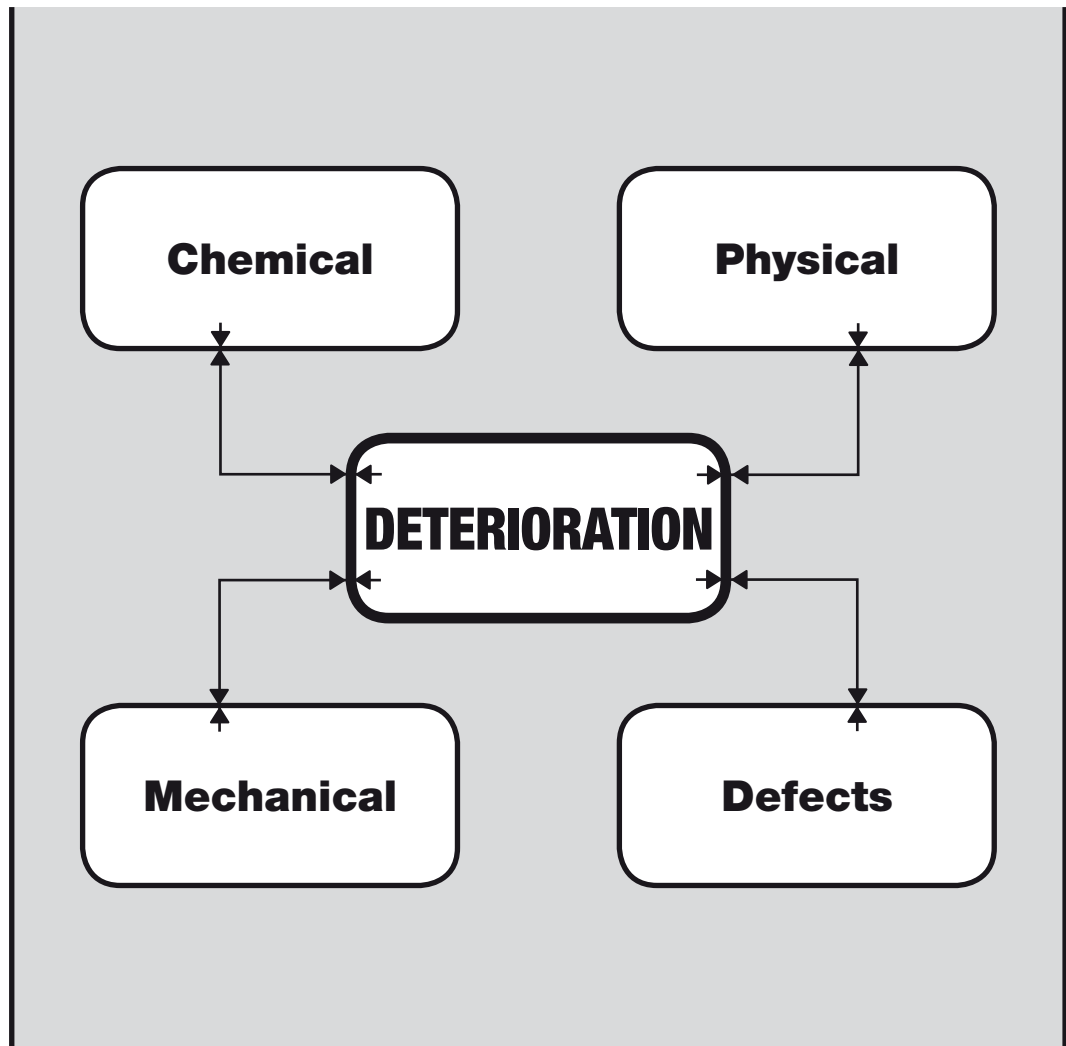 Chemical
Physical
DETERIORATION
Mechanical
Defects